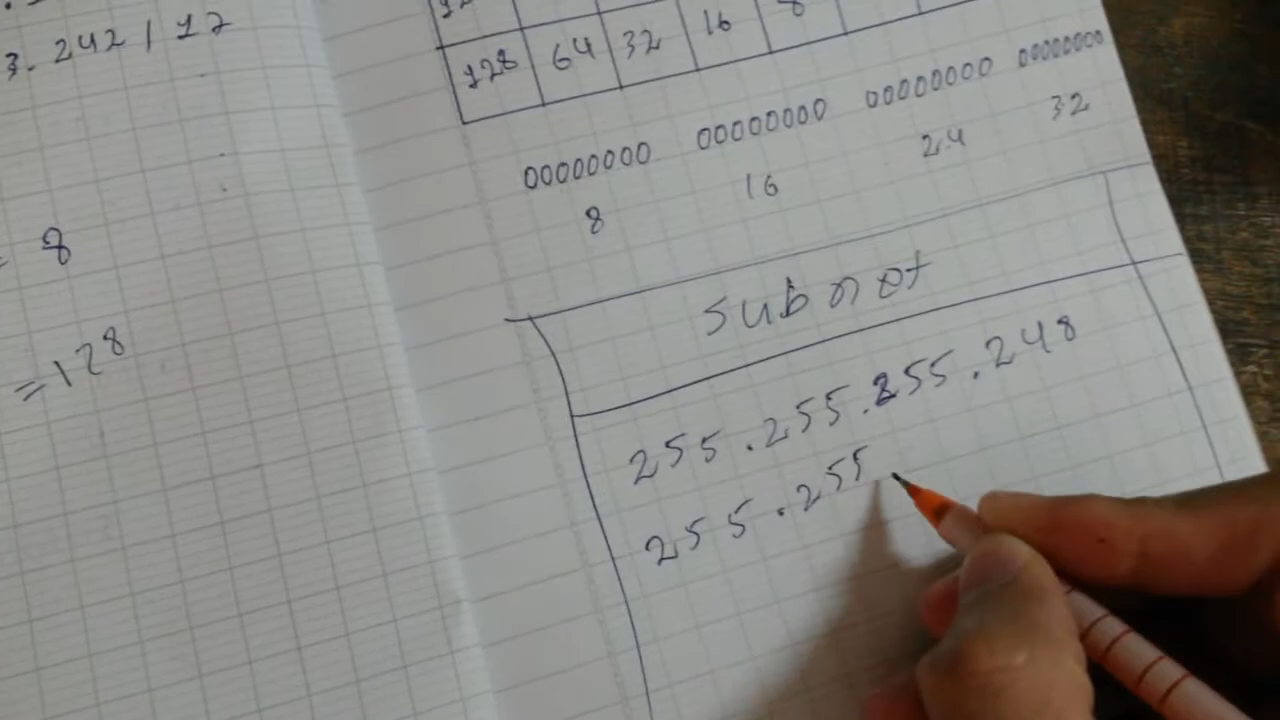 3.242/17
= 8
=128
128 64 32 16 8
00000000 00000000 00000000 00000000
8 16 24 32
subnet
255.255.255.248
255.255